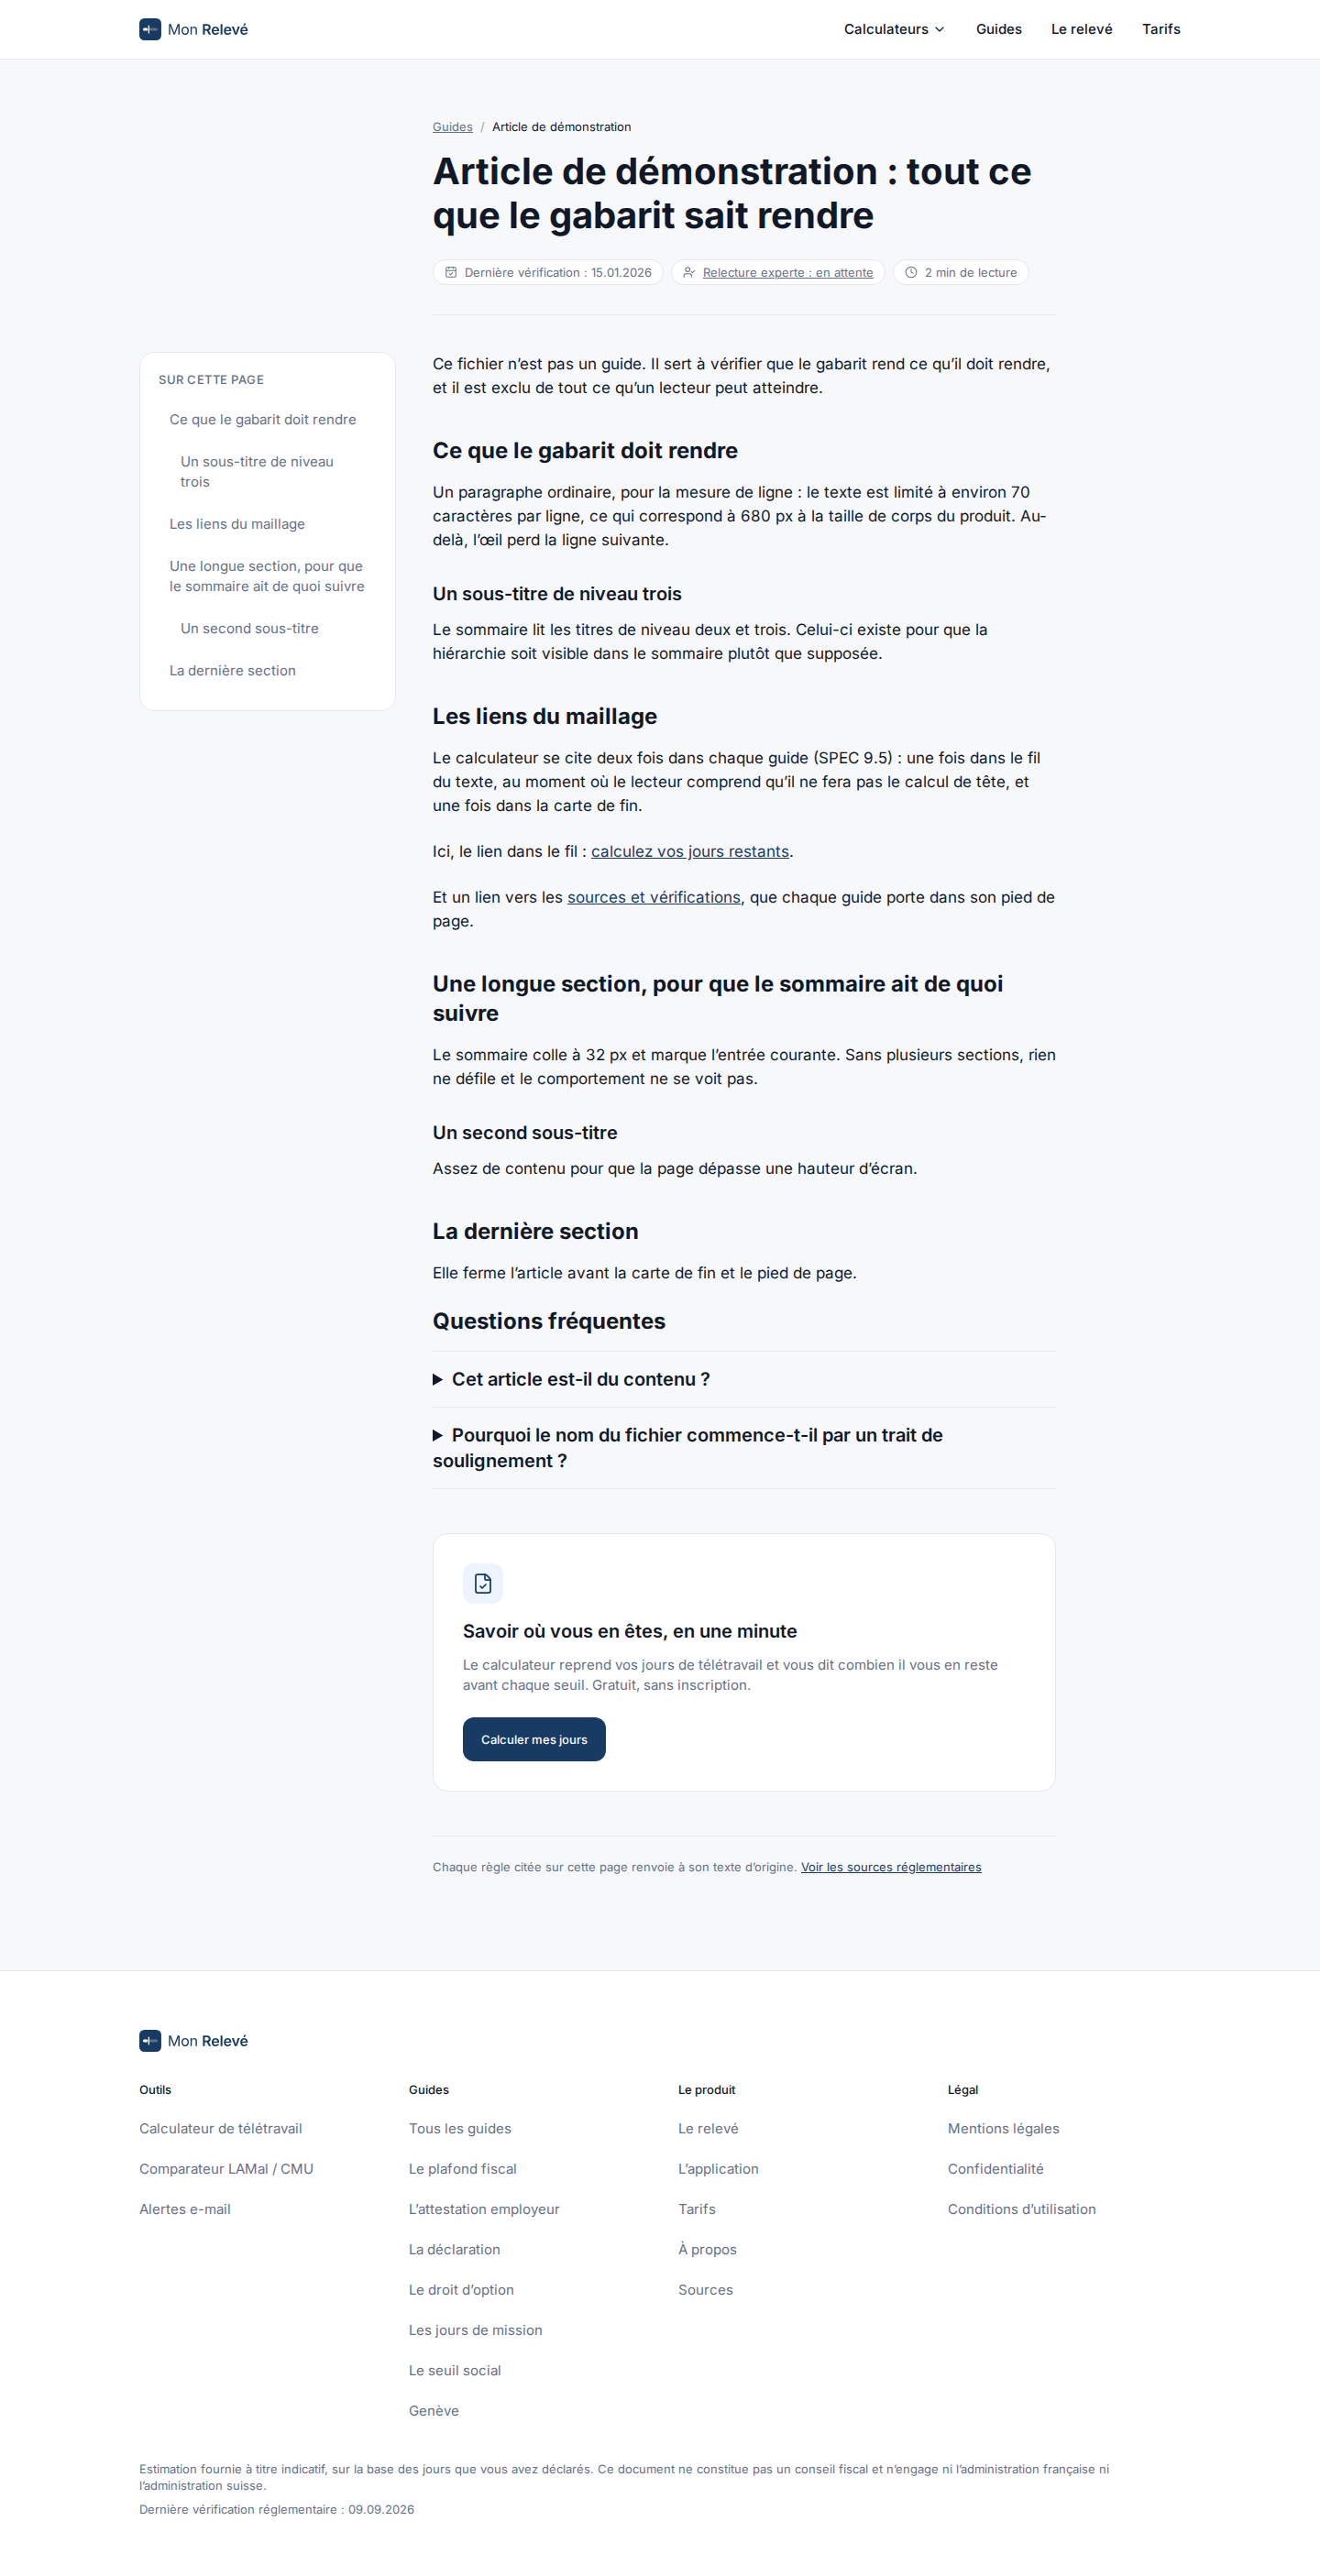 Mon Relevé
Calculateurs
Guides
Le relevé
Tarifs
Guides / Article de démonstration
Article de démonstration : tout ce
que le gabarit sait rendre
Dernière vérification : 15.01.2026
Relecture experte : en attente
2 min de lecture
SUR CETTE PAGE
Ce que le gabarit doit rendre
Un sous-titre de niveau
trois
Les liens du maillage
Une longue section, pour que
le sommaire ait de quoi suivre
Un second sous-titre
La dernière section
Ce fichier n’est pas un guide. Il sert à vérifier que le gabarit rend ce qu’il doit rendre,
et il est exclu de tout ce qu’un lecteur peut atteindre.
Ce que le gabarit doit rendre
Un paragraphe ordinaire, pour la mesure de ligne : le texte est limité à environ 70
caractères par ligne, ce qui correspond à 680 px à la taille de corps du produit. Au-
delà, l’œil perd la ligne suivante.
Un sous-titre de niveau trois
Le sommaire lit les titres de niveau deux et trois. Celui-ci existe pour que la
hiérarchie soit visible dans le sommaire plutôt que supposée.
Les liens du maillage
Le calculateur se cite deux fois dans chaque guide (SPEC 9.5) : une fois dans le fil
du texte, au moment où le lecteur comprend qu’il ne fera pas le calcul de tête, et
une fois dans la carte de fin.
Ici, le lien dans le fil : calculez vos jours restants.
Et un lien vers les sources et vérifications, que chaque guide porte dans son pied de
page.
Une longue section, pour que le sommaire ait de quoi
suivre
Le sommaire colle à 32 px et marque l’entrée courante. Sans plusieurs sections, rien
ne défile et le comportement ne se voit pas.
Un second sous-titre
Assez de contenu pour que la page dépasse une hauteur d’écran.
La dernière section
Elle ferme l’article avant la carte de fin et le pied de page.
Questions fréquentes
Cet article est-il du contenu ?
Pourquoi le nom du fichier commence-t-il par un trait de
soulignement ?
Savoir où vous en êtes, en une minute
Le calculateur reprend vos jours de télétravail et vous dit combien il vous en reste
avant chaque seuil. Gratuit, sans inscription.
Calculer mes jours
Chaque règle citée sur cette page renvoie à son texte d’origine. Voir les sources réglementaires
Mon Relevé
Outils
Calculateur de télétravail
Comparateur LAMal / CMU
Alertes e-mail
Guides
Tous les guides
Le plafond fiscal
L’attestation employeur
La déclaration
Le droit d’option
Les jours de mission
Le seuil social
Genève
Le produit
Le relevé
L’application
Tarifs
À propos
Sources
Légal
Mentions légales
Confidentialité
Conditions d’utilisation
Estimation fournie à titre indicatif, sur la base des jours que vous avez déclarés. Ce document ne constitue pas un conseil fiscal et n’engage ni l’administration française ni
l’administration suisse.
Dernière vérification réglementaire : 09.09.2026